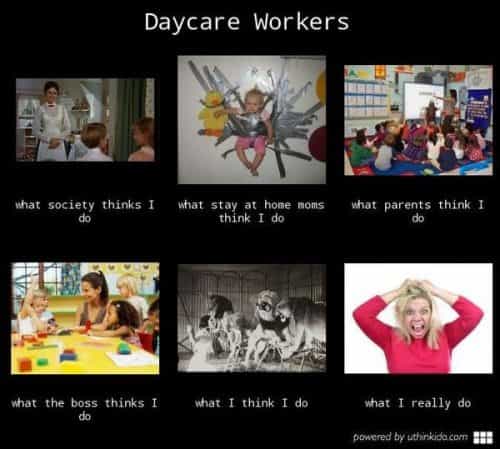 Daycare Workers
what society thinks I
do
what stay at home moms
think I do
what parents think I
do
what the boss thinks I
do
what I think I do
what I really do
powered by uthinkido.com